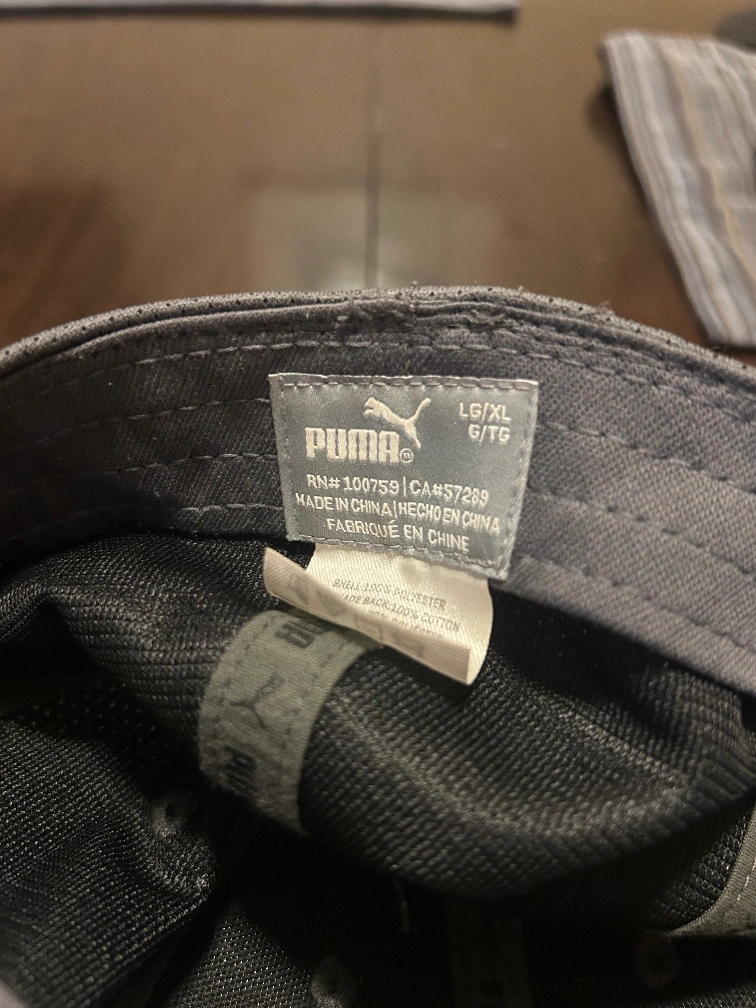 PUMA
LG/XL
G/TG
RN# 100759 | CA#57289
MADE IN CHINA | HECHO EN CHINA
FABRIQUÉ EN CHINE
SHELL:100% POLYESTER
BACK:100% COTTON
PUMA